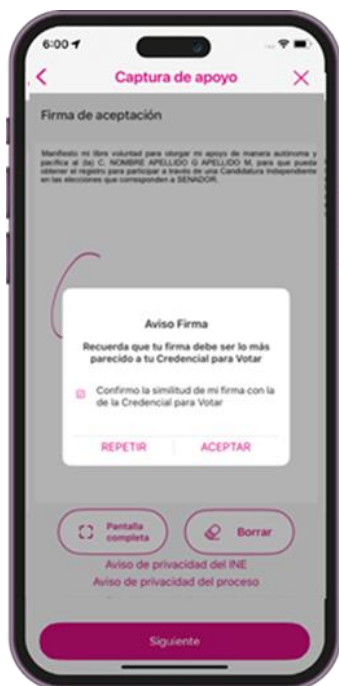 6:00
Captura de apoyo
Firma de aceptación
Manifiesto mi libre voluntad para otorgar mi apoyo de manera autónoma y
pacífica al (la) C. NOMBRE APELLIDO G APELLIDO M, para que pueda
obtener el registro para participar a través de una Candidatura Independiente
en las elecciones que corresponden a SENADOR.
Aviso Firma
Recuerda que tu firma debe ser lo más
parecido a tu Credencial para Votar
Confirmo la similitud de mi firma con la
de la Credencial para Votar
REPETIR ACEPTAR
Pantalla
completa
Borrar
Aviso de privacidad del INE
Aviso de privacidad del proceso
Siguiente